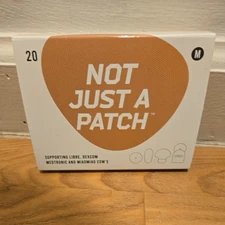 20
M
NOT
JUST A
PATCH™
SUPPORTING LIBRE, DEXCOM
MEDTRONIC AND MIAOMIAO CGM'S